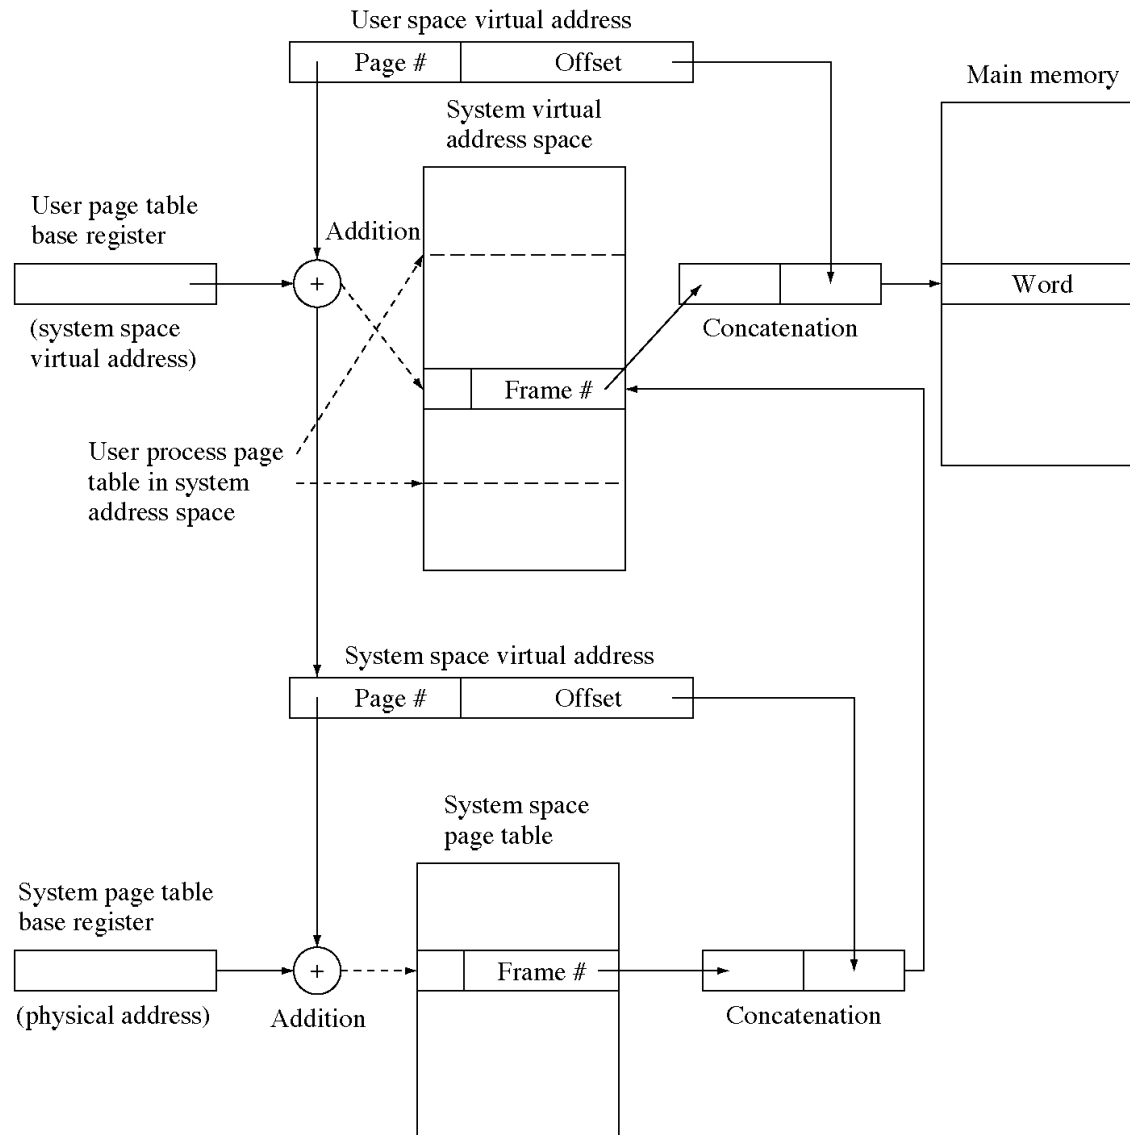 User space virtual address
Page #
Offset
Main memory
System virtual
address space
User page table
base register
Addition
+
Word
(system space
virtual address)
Concatenation
Frame #
User process page
table in system
address space
System space virtual address
Page #
Offset
System space
page table
System page table
base register
+
Frame #
(physical address)
Addition
Concatenation